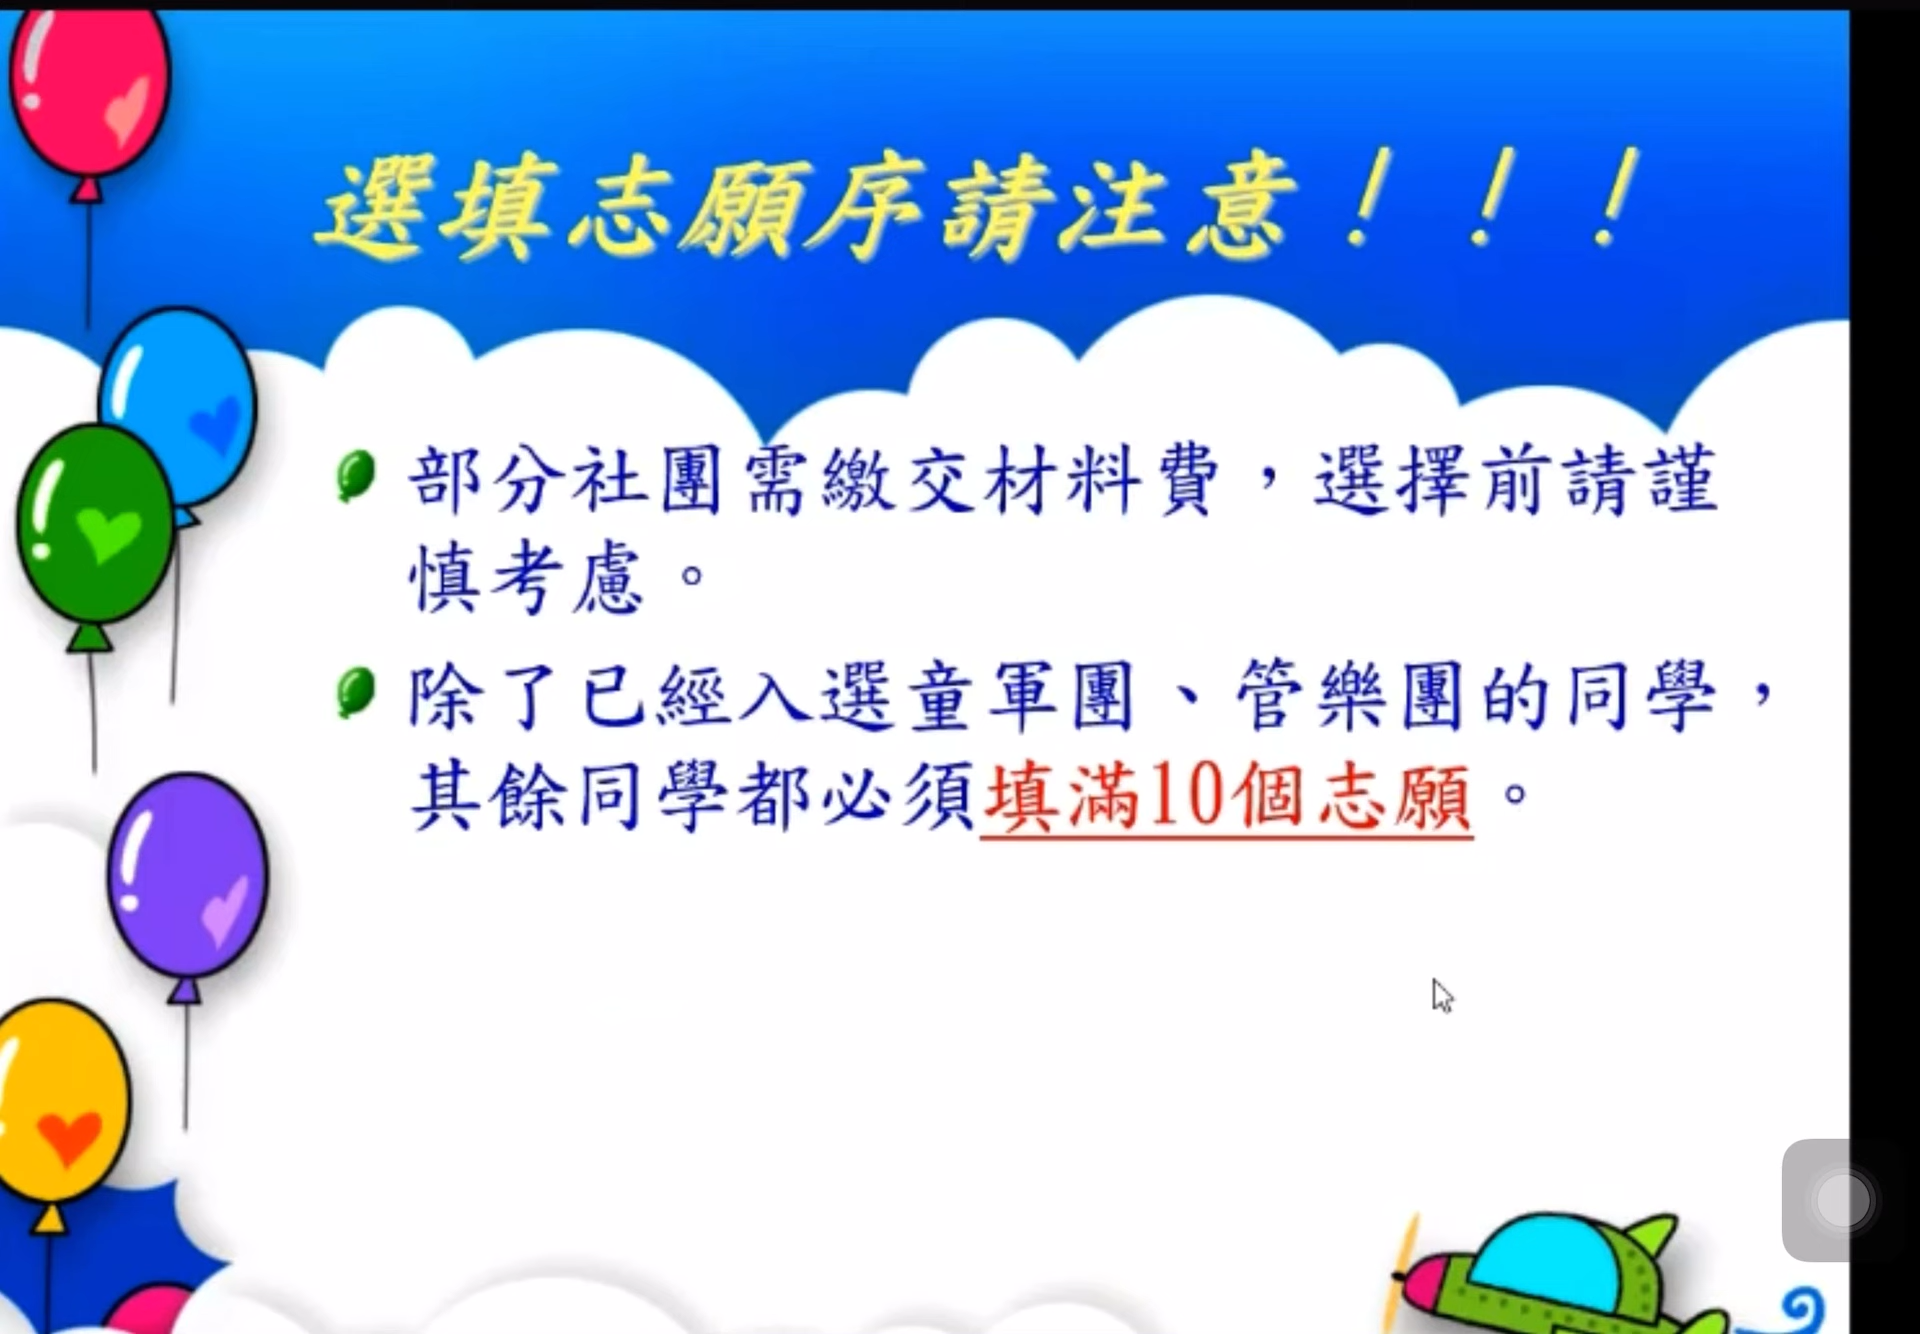 選填志願序請注意！！！
部分社團需繳交材料費，選擇前請謹
慎考慮。
除了已經入選童軍團、管樂團的同學，
其餘同學都必須填滿10個志願。